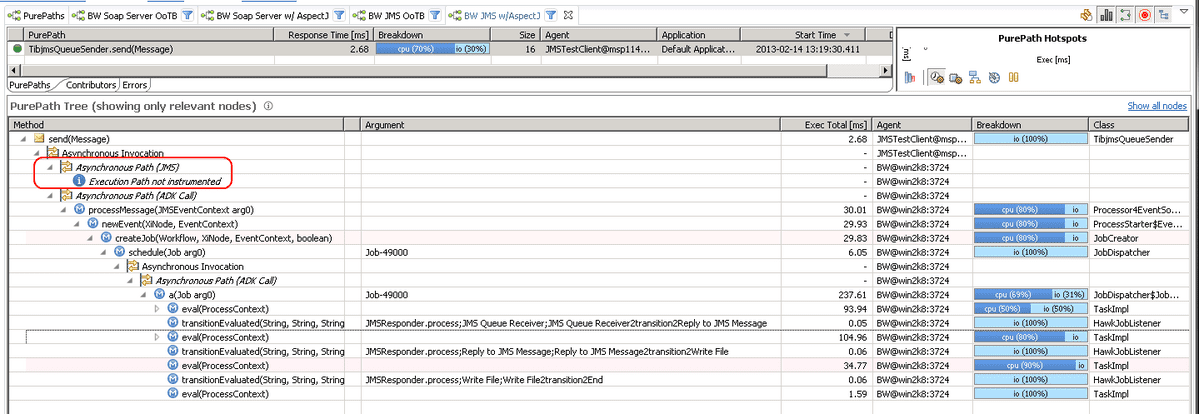 PurePaths BW Soap Server OoTB BW Soap Server w/ AspectJ BW JMS OoTB BW JMS w/AspectJ
PurePath Response Time [ms] Breakdown Size Agent Application Start Time D
TibjmsQueueSender.send(Message) 2.68 cpu (70%) io (30%) 16 JMSTestClient@msp114... Default Applicat... 2013-02-14 13:19:30.411
PurePaths Contributors Errors
PurePath Hotspots
[ms]
Exec [ms]
PurePath Tree (showing only relevant nodes) Show all nodes
Method Argument Exec Total [ms] Agent Breakdown Class
send(Message) 2.68 JMSTestClient@msp... io (100%) TibjmsQueueSender
Asynchronous Invocation - JMSTestClient@msp...
Asynchronous Path (JMS) - BW@win2k8:3724
Execution Path not instrumented - BW@win2k8:3724
Asynchronous Path (ADK Call) - BW@win2k8:3724
processMessage(JMSEventContext arg0) 30.01 BW@win2k8:3724 cpu (80%) io Processor4EventSo...
newEvent(XiNode, EventContext) 29.93 BW@win2k8:3724 cpu (80%) io ProcessStarter$Eve...
createJob(Workflow, XiNode, EventContext, boolean) 29.83 BW@win2k8:3724 cpu (80%) io JobCreator
schedule(Job arg0) Job-49000 6.05 BW@win2k8:3724 io (100%) JobDispatcher
Asynchronous Invocation - BW@win2k8:3724
Asynchronous Path (ADK Call) - BW@win2k8:3724
a(Job arg0) Job-49000 237.61 BW@win2k8:3724 cpu (69%) io (31%) JobDispatcher$Job...
eval(ProcessContext) 93.94 BW@win2k8:3724 cpu (50%) io (50%) TaskImpl
transitionEvaluated(String, String, String JMSResponder.process;JMS Queue Receiver;JMS Queue Receiver2transition2Reply to JMS Message 0.05 BW@win2k8:3724 io (100%) HawkJobListener
eval(ProcessContext) 104.96 BW@win2k8:3724 cpu (80%) io TaskImpl
transitionEvaluated(String, String, String JMSResponder.process;Reply to JMS Message;Reply to JMS Message2transition2Write File 0.06 BW@win2k8:3724 io (100%) HawkJobListener
eval(ProcessContext) 34.77 BW@win2k8:3724 cpu (90%) io TaskImpl
transitionEvaluated(String, String, String JMSResponder.process;Write File;Write File2transition2End 0.06 BW@win2k8:3724 io (100%) HawkJobListener
eval(ProcessContext) 1.59 BW@win2k8:3724 io (100%) TaskImpl